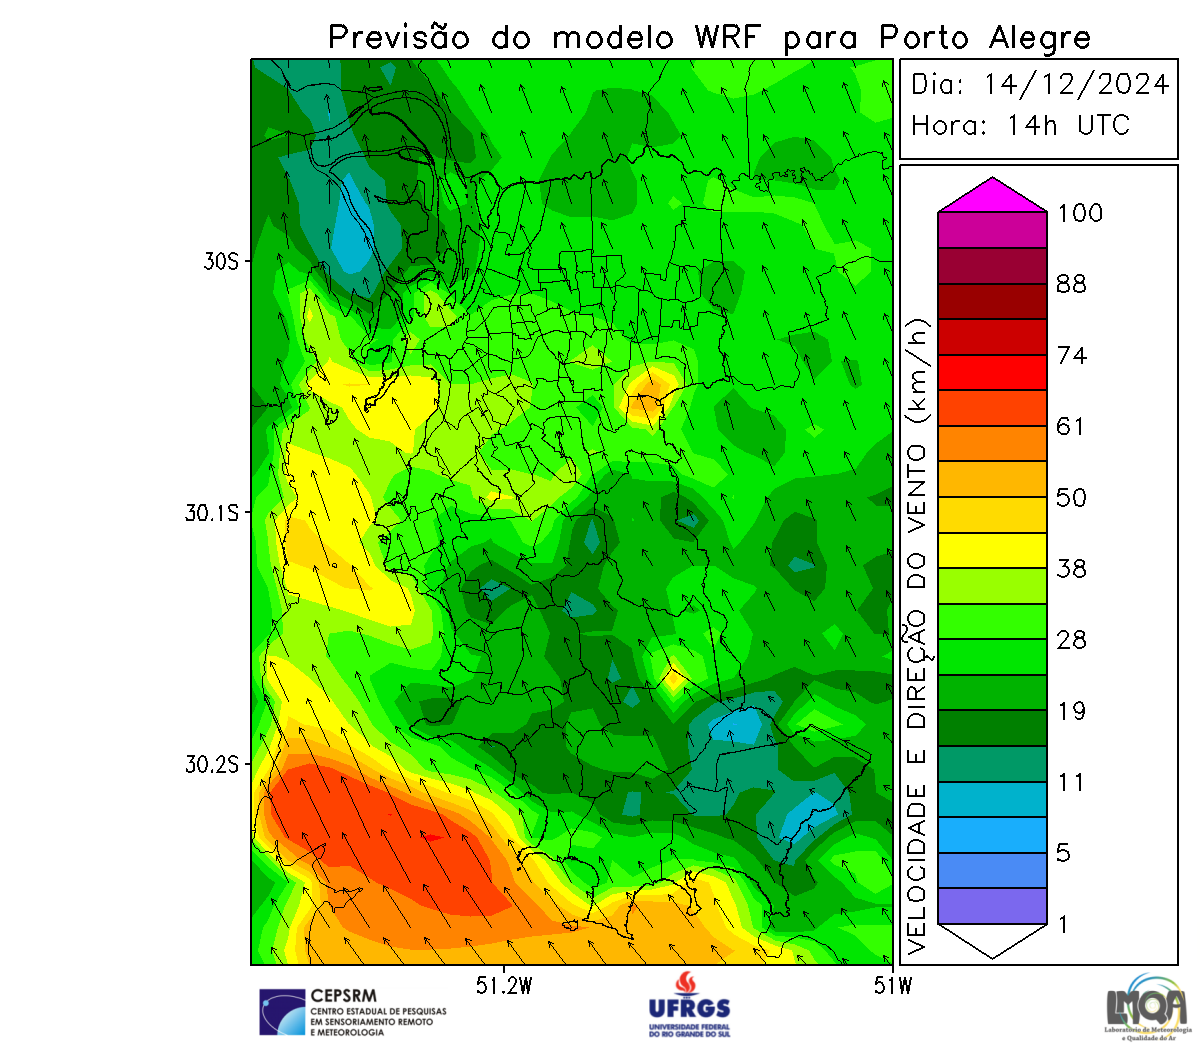 Previsão do modelo WRF para Porto Alegre
Dia: 14/12/2024
Hora: 14h UTC
100
88
74
61
50
38
28
19
11
5
1
VELOCIDADE E DIREÇÃO DO VENTO (km/h)
30S
30.1S
30.2S
51.2W
51W
CEPSRM
CENTRO ESTADUAL DE PESQUISAS
EM SENSORIAMENTO REMOTO
E METEOROLOGIA
UFRGS
UNIVERSIDADE FEDERAL
DO RIO GRANDE DO SUL
LMQA
Laboratório de Meteorologia
e Qualidade do Ar